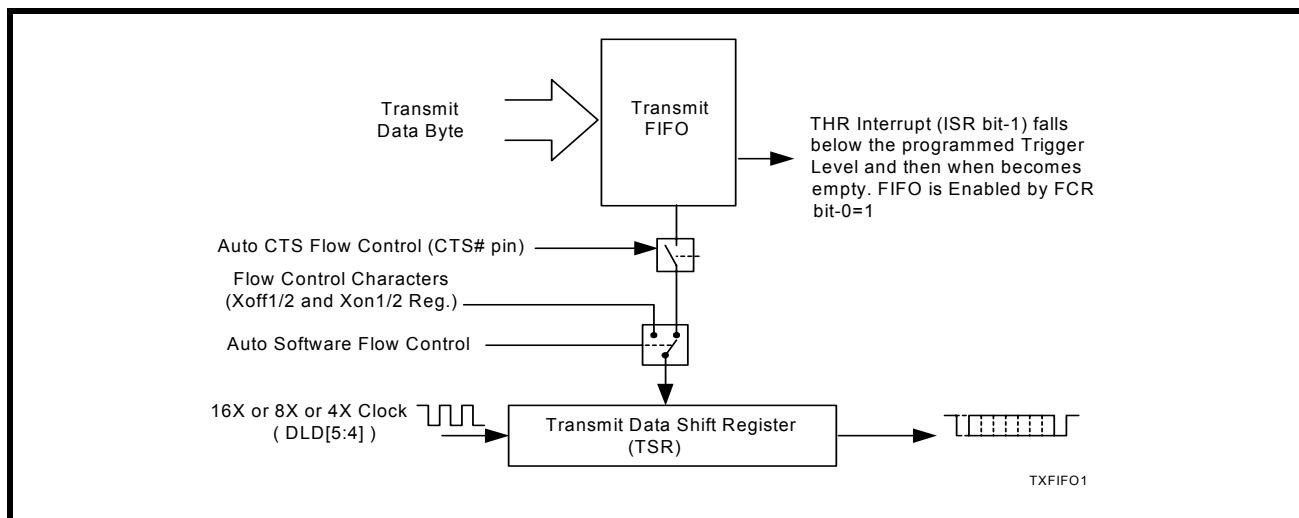 Transmit
Data Byte
Transmit
FIFO
THR Interrupt (ISR bit-1) falls
below the programmed Trigger
Level and then when becomes
empty. FIFO is Enabled by FCR
bit-0=1
Auto CTS Flow Control (CTS# pin)
Flow Control Characters
(Xoff1/2 and Xon1/2 Reg.)
Auto Software Flow Control
16X or 8X or 4X Clock
( DLD[5:4] )
Transmit Data Shift Register
(TSR)
TXFIFO1